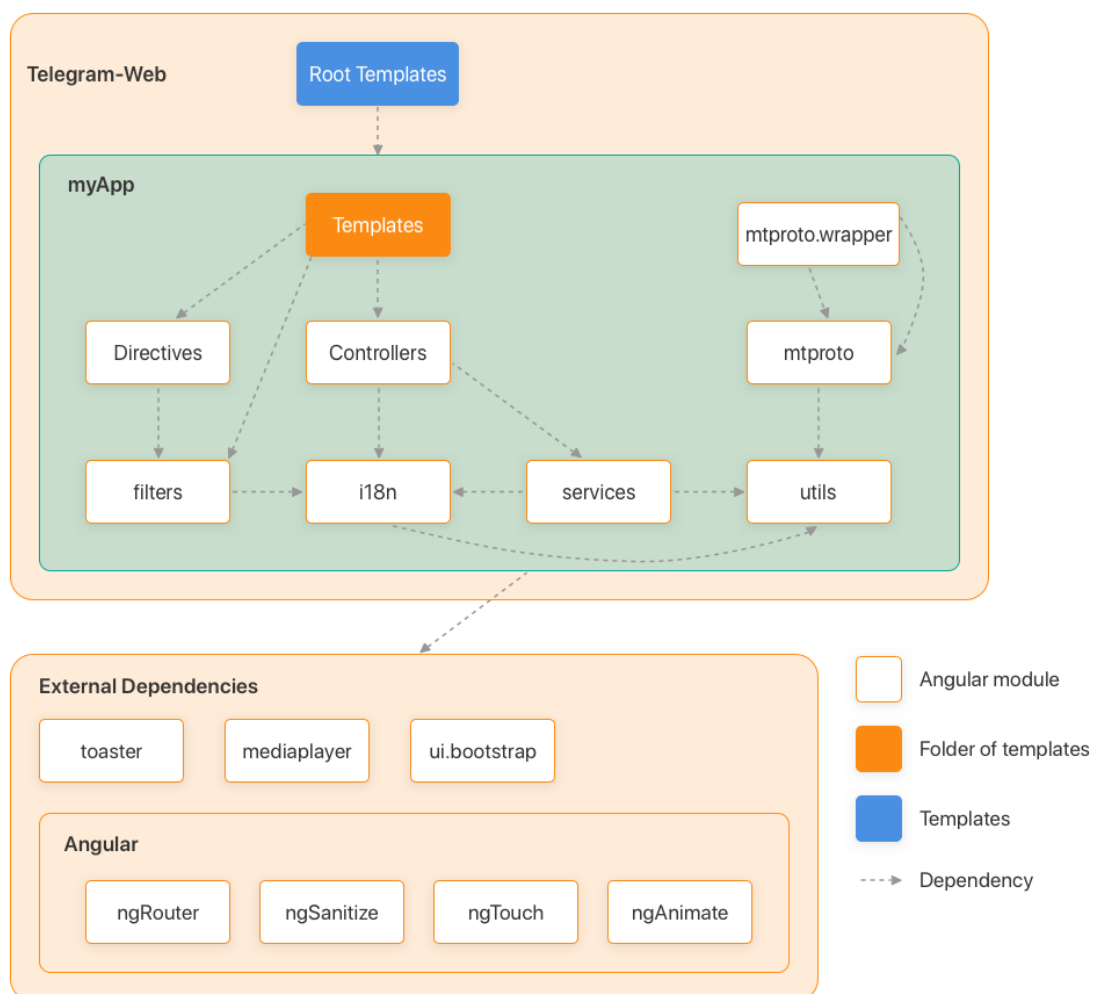 Telegram-Web
Root Templates
myApp
Templates
mtproto.wrapper
Directives
Controllers
mtproto
filters
i18n
services
utils
External Dependencies
toaster
mediaplayer
ui.bootstrap
Angular
ngRouter
ngSanitize
ngTouch
ngAnimate
Angular module
Folder of templates
Templates
Dependency